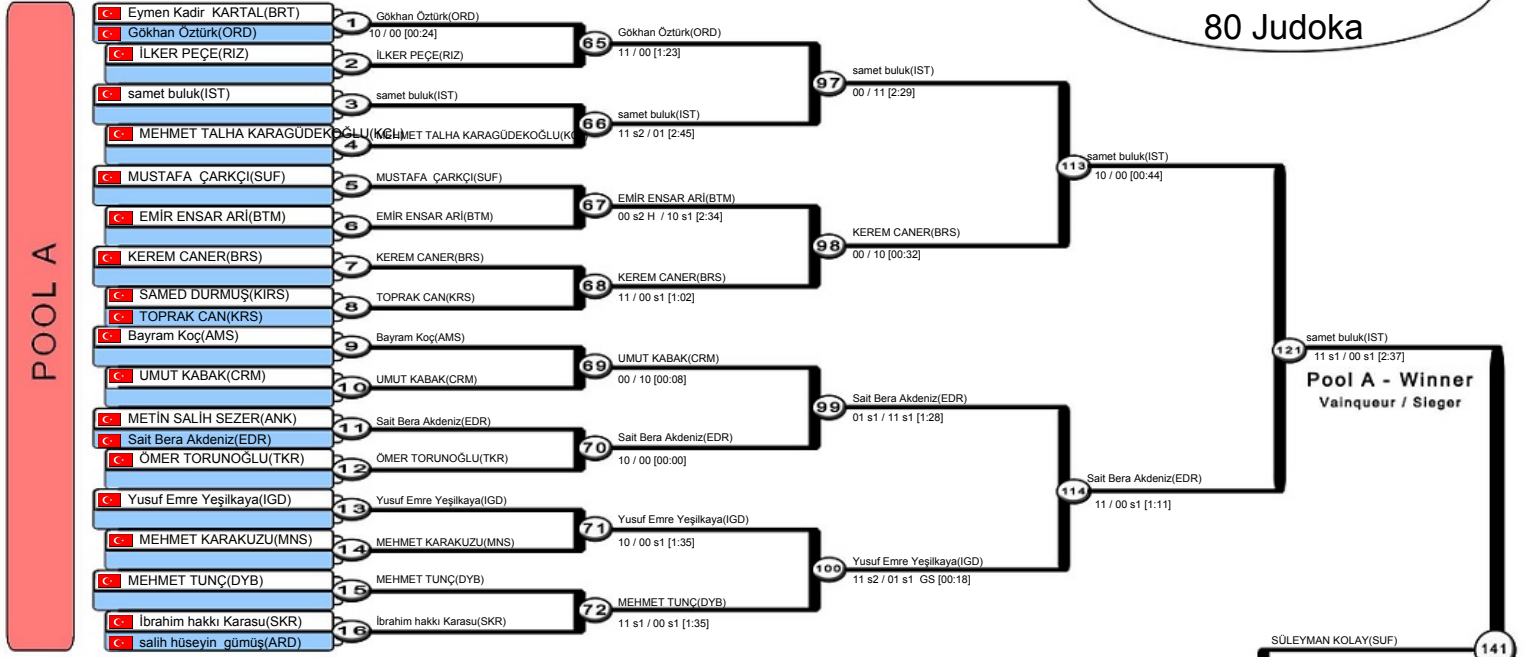 80 Judoka
POOL A
Eymen Kadir KARTAL(BRT)
Gökhan Öztürk(ORD)
İLKER PEÇE(RIZ)
samet buluk(IST)
MEHMET TALHA KARAGÜDEKOĞLU(KCL)
MUSTAFA ÇARKÇI(SUF)
EMİR ENSAR ARİ(BTM)
KEREM CANER(BRS)
SAMED DURMUŞ(KIRS)
TOPRAK CAN(KRS)
Bayram Koç(AMS)
UMUT KABAK(CRM)
METİN SALİH SEZER(ANK)
Sait Bera Akdeniz(EDR)
ÖMER TORUNOĞLU(TKR)
Yusuf Emre Yeşilkaya(IGD)
MEHMET KARAKUZU(MNS)
MEHMET TUNÇ(DYB)
İbrahim hakkı Karasu(SKR)
salih hüseyin gümüş(ARD)
1
Gökhan Öztürk(ORD)
10 / 00 [00:24]
2
İLKER PEÇE(RIZ)
3
samet buluk(IST)
4
MEHMET TALHA KARAGÜDEKOĞLU
5
MUSTAFA ÇARKÇI(SUF)
6
EMİR ENSAR ARİ(BTM)
7
KEREM CANER(BRS)
8
TOPRAK CAN(KRS)
9
Bayram Koç(AMS)
10
UMUT KABAK(CRM)
11
Sait Bera Akdeniz(EDR)
12
ÖMER TORUNOĞLU(TKR)
13
Yusuf Emre Yeşilkaya(IGD)
14
MEHMET KARAKUZU(MNS)
15
MEHMET TUNÇ(DYB)
16
İbrahim hakkı Karasu(SKR)
65
Gökhan Öztürk(ORD)
11 / 00 [1:23]
66
samet buluk(IST)
11 s2 / 01 [2:45]
67
EMİR ENSAR ARİ(BTM)
00 s2 H / 10 s1 [2:34]
68
KEREM CANER(BRS)
11 / 00 s1 [1:02]
69
UMUT KABAK(CRM)
00 / 10 [00:08]
70
Sait Bera Akdeniz(EDR)
10 / 00 [00:00]
71
Yusuf Emre Yeşilkaya(IGD)
10 / 00 s1 [1:35]
72
MEHMET TUNÇ(DYB)
11 s1 / 00 s1 [1:35]
97
samet buluk(IST)
00 / 11 [2:29]
98
KEREM CANER(BRS)
00 / 10 [00:32]
99
Sait Bera Akdeniz(EDR)
01 s1 / 11 s1 [1:28]
100
Yusuf Emre Yeşilkaya(IGD)
11 s2 / 01 s1 GS [00:18]
113
samet buluk(IST)
10 / 00 [00:44]
114
Sait Bera Akdeniz(EDR)
11 / 00 s1 [1:11]
121
samet buluk(IST)
11 s1 / 00 s1 [2:37]
Pool A - Winner
Vainqueur / Sieger
SÜLEYMAN KOLAY(SUF)
141